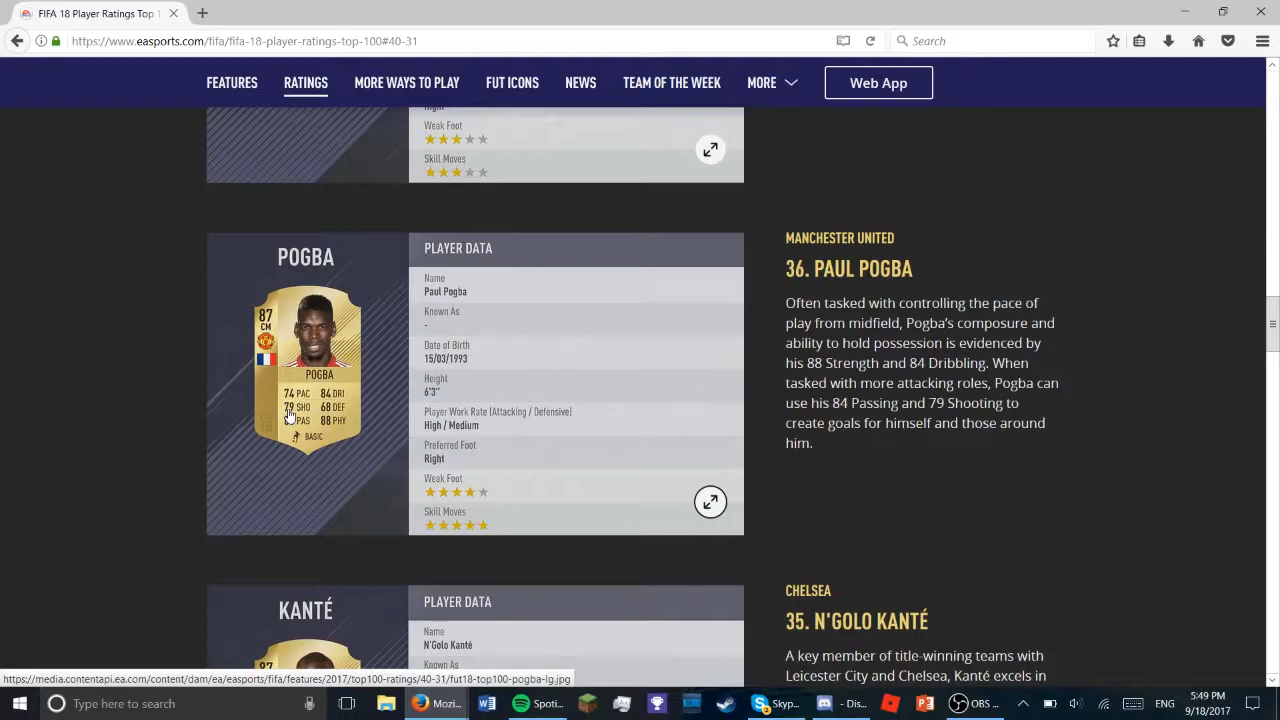 FIFA 18 Player Ratings Top 1
https://www.easports.com/fifa/fifa-18-player-ratings-top-100#40-31
Search
FEATURES
RATINGS
MORE WAYS TO PLAY
FUT ICONS
NEWS
TEAM OF THE WEEK
MORE
Web App
Right
Weak Foot
Skill Moves
POGBA
87
CM
POGBA
74 PAC 84 DRI
79 SHO 68 DEF
PAS 88 PHY
BASIC
PLAYER DATA
Name
Paul Pogba
Known As
-
Date of Birth
15/03/1993
Height
6'3"
Player Work Rate (Attacking / Defensive)
High / Medium
Preferred Foot
Right
Weak Foot
Skill Moves
MANCHESTER UNITED
36. PAUL POGBA
Often tasked with controlling the pace of
play from midfield, Pogba's composure and
ability to hold possession is evidenced by
his 88 Strength and 84 Dribbling. When
tasked with more attacking roles, Pogba can
use his 84 Passing and 79 Shooting to
create goals for himself and those around
him.
KANTÉ
87
PLAYER DATA
Name
N'Golo Kanté
Known As
CHELSEA
35. N'GOLO KANTÉ
A key member of title-winning teams with
Leicester City and Chelsea, Kanté excels in
https://media.contentapi.ea.com/content/dam/ea/easports/fifa/features/2017/top100-ratings/40-31/fut18-top100-pogba-lg.jpg
Type here to search
Mozi...
Spoti...
Skyp...
- Dis...
OBS ...
5:49 PM
9/18/2017